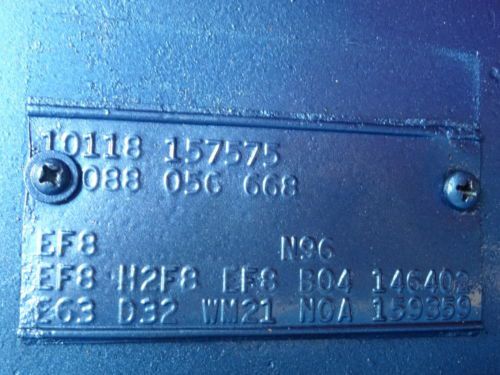 10118 157575
088 056 668
EF8 N96
EF8 H2F8 EF8 B04 146402
E63 D32 WM21 NOA 159359